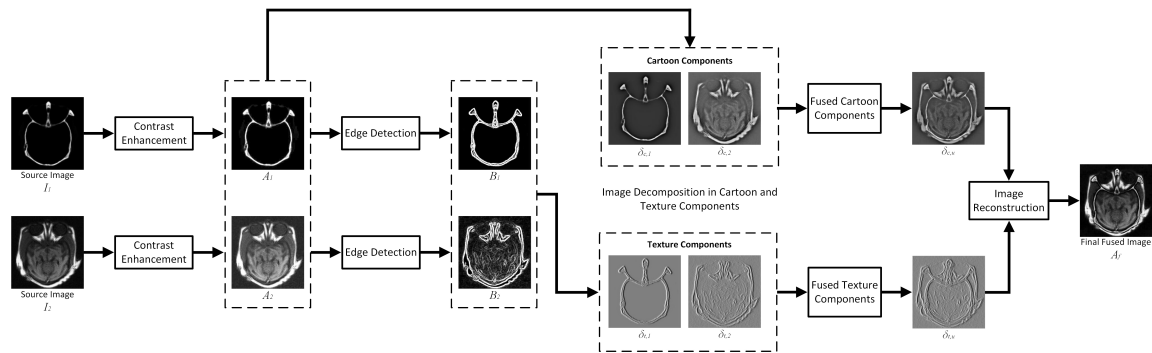 Source Image
I1
Contrast
Enhancement
A1
Edge Detection
B1
Source Image
I2
Contrast
Enhancement
A2
Edge Detection
B2
Cartoon Components
δc,1
δc,2
Image Decomposition in Cartoon and
Texture Components
Texture Components
δt,1
δt,2
Fused Cartoon
Components
δc,n
Fused Texture
Components
δt,n
Image
Reconstruction
Final Fused Image
Af